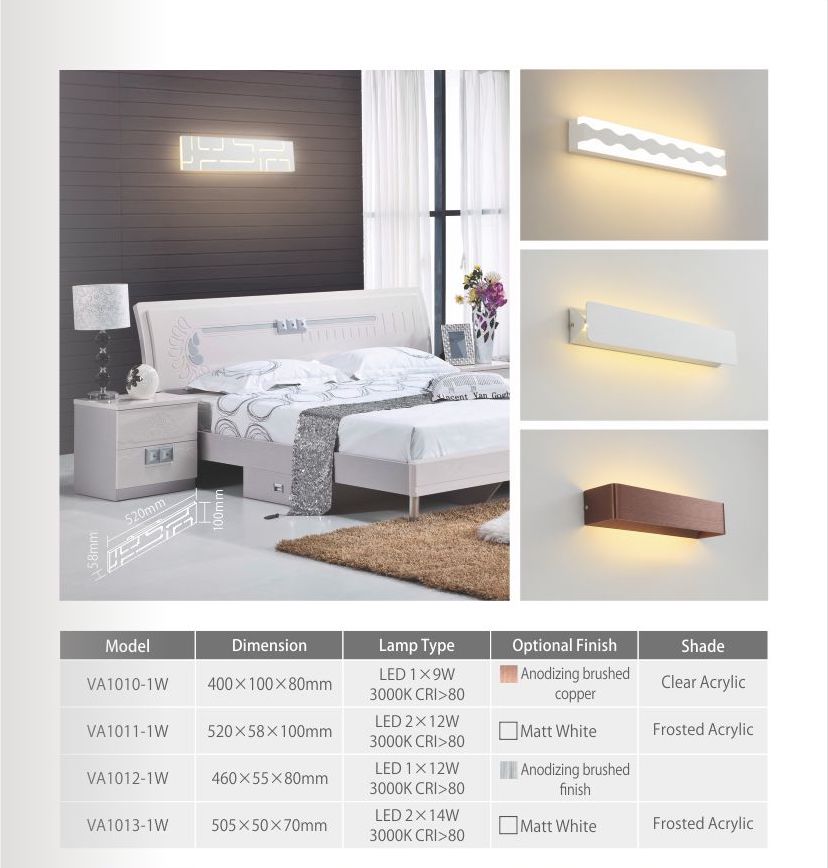 Vincent Van Gogh
520mm
100mm
58mm
Model Dimension Lamp Type Optional Finish Shade
VA1010-1W 400×100×80mm LED 1×9W 3000K CRI>80 Anodizing brushed copper Clear Acrylic
VA1011-1W 520×58×100mm LED 2×12W 3000K CRI>80 Matt White Frosted Acrylic
VA1012-1W 460×55×80mm LED 1×12W 3000K CRI>80 Anodizing brushed finish
VA1013-1W 505×50×70mm LED 2×14W 3000K CRI>80 Matt White Frosted Acrylic